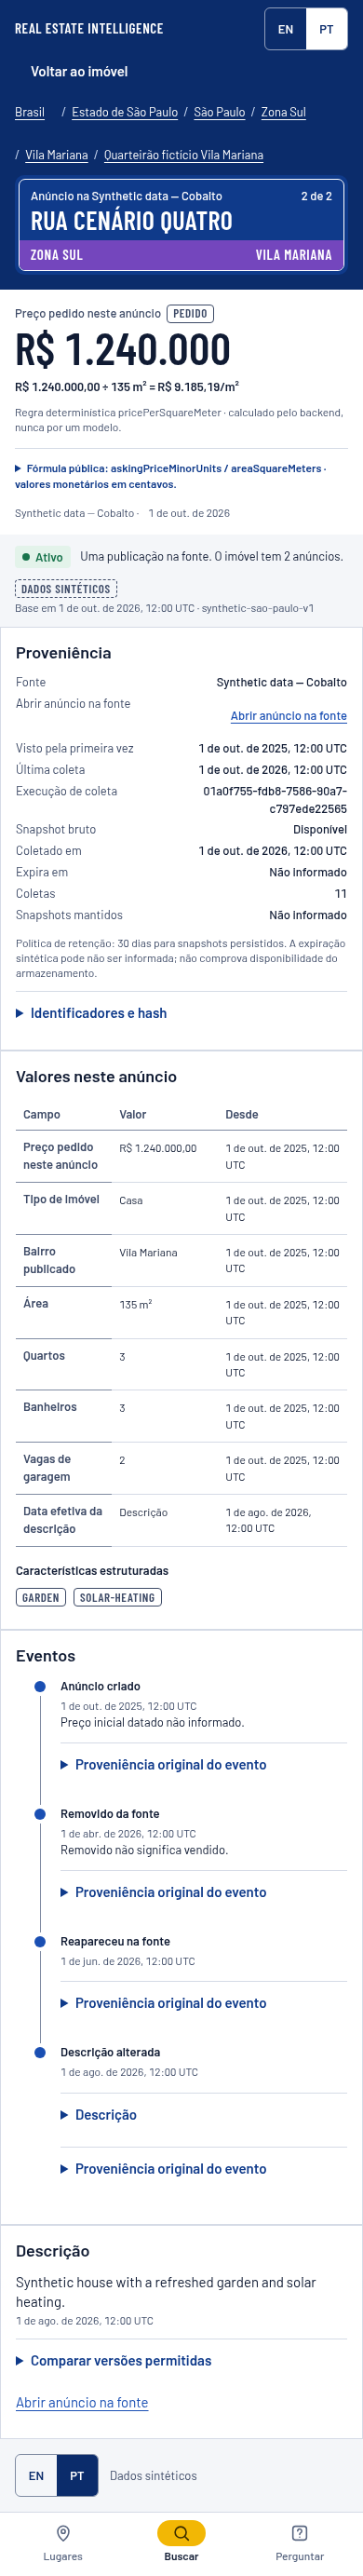 REAL ESTATE INTELLIGENCE
EN PT
Voltar ao imóvel
Brasil / Estado de São Paulo / São Paulo / Zona Sul
/ Vila Mariana / Quarteirão fictício Vila Mariana
Anúncio na Synthetic data — Cobalto 2 de 2
RUA CENÁRIO QUATRO
ZONA SUL VILA MARIANA
Preço pedido neste anúncio PEDIDO
R$ 1.240.000
R$ 1.240.000,00 ÷ 135 m² = R$ 9.185,19/m²
Regra determinística pricePerSquareMeter · calculado pelo backend,
nunca por um modelo.
Fórmula pública: askingPriceMinorUnits / areaSquareMeters ·
valores monetários em centavos.
Synthetic data — Cobalto · 1 de out. de 2026
Ativo Uma publicação na fonte. O imóvel tem 2 anúncios.
DADOS SINTÉTICOS
Base em 1 de out. de 2026, 12:00 UTC · synthetic-sao-paulo-v1
Proveniência
Fonte Synthetic data — Cobalto
Abrir anúncio na fonte
Abrir anúncio na fonte
Visto pela primeira vez 1 de out. de 2025, 12:00 UTC
Última coleta 1 de out. de 2026, 12:00 UTC
Execução de coleta 01a0f755-fdb8-7586-90a7-
c797ede22565
Snapshot bruto Disponível
Coletado em 1 de out. de 2026, 12:00 UTC
Expira em Não informado
Coletas 11
Snapshots mantidos Não informado
Política de retenção: 30 dias para snapshots persistidos. A expiração
sintética pode não ser informada; não comprova disponibilidade do
armazenamento.
Identificadores e hash
Valores neste anúncio
Campo Valor Desde
Preço pedido R$ 1.240.000,00 1 de out. de 2025, 12:00
neste anúncio UTC
Tipo de imóvel Casa 1 de out. de 2025, 12:00
UTC
Bairro Vila Mariana 1 de out. de 2025, 12:00
publicado UTC
Área 135 m² 1 de out. de 2025, 12:00
UTC
Quartos 3 1 de out. de 2025, 12:00
UTC
Banheiros 3 1 de out. de 2025, 12:00
UTC
Vagas de 2 1 de out. de 2025, 12:00
garagem UTC
Data efetiva da Descrição 1 de ago. de 2026,
descrição 12:00 UTC
Características estruturadas
GARDEN SOLAR-HEATING
Eventos
Anúncio criado
1 de out. de 2025, 12:00 UTC
Preço inicial datado não informado.
Proveniência original do evento
Removido da fonte
1 de abr. de 2026, 12:00 UTC
Removido não significa vendido.
Proveniência original do evento
Reapareceu na fonte
1 de jun. de 2026, 12:00 UTC
Proveniência original do evento
Descrição alterada
1 de ago. de 2026, 12:00 UTC
Descrição
Proveniência original do evento
Descrição
Synthetic house with a refreshed garden and solar
heating.
1 de ago. de 2026, 12:00 UTC
Comparar versões permitidas
Abrir anúncio na fonte
EN PT Dados sintéticos
Lugares Buscar Perguntar